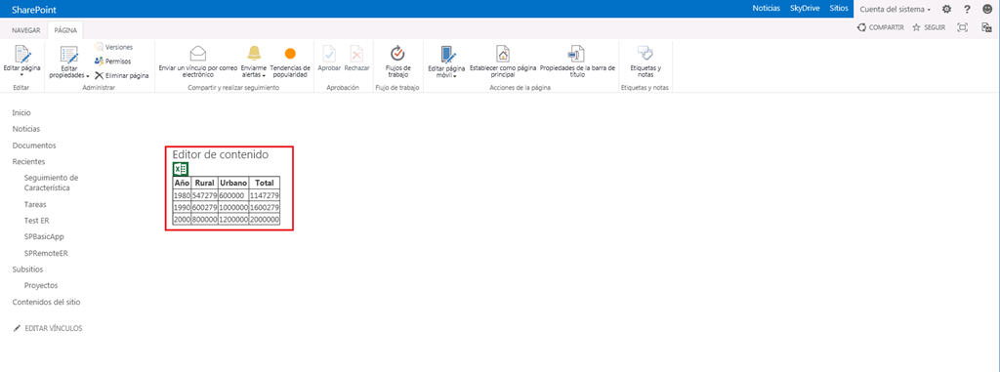 SharePoint
Noticias SkyDrive Sitios Cuenta del sistema
NAVEGAR PÁGINA
COMPARTIR SEGUIR
Editar página
Editar propiedades
Versiones
Permisos
Eliminar página
Enviar un vínculo por correo electrónico
Enviarme alertas
Tendencias de popularidad
Aprobar
Rechazar
Flujos de trabajo
Editar página móvil
Establecer como página principal
Propiedades de la barra de título
Etiquetas y notas
Editar
Administrar
Compartir y realizar seguimiento
Aprobación
Flujo de trabajo
Acciones de la página
Etiquetas y notas
Inicio
Noticias
Documentos
Recientes
Seguimiento de
Característica
Tareas
Test ER
SPBasicApp
SPRemoteER
Subsitios
Proyectos
Contenidos del sitio
EDITAR VÍNCULOS
Editor de contenido
Año Rural Urbano Total
1980 547279 600000 1147279
1990 600279 1000000 1600279
2000 800000 1200000 2000000